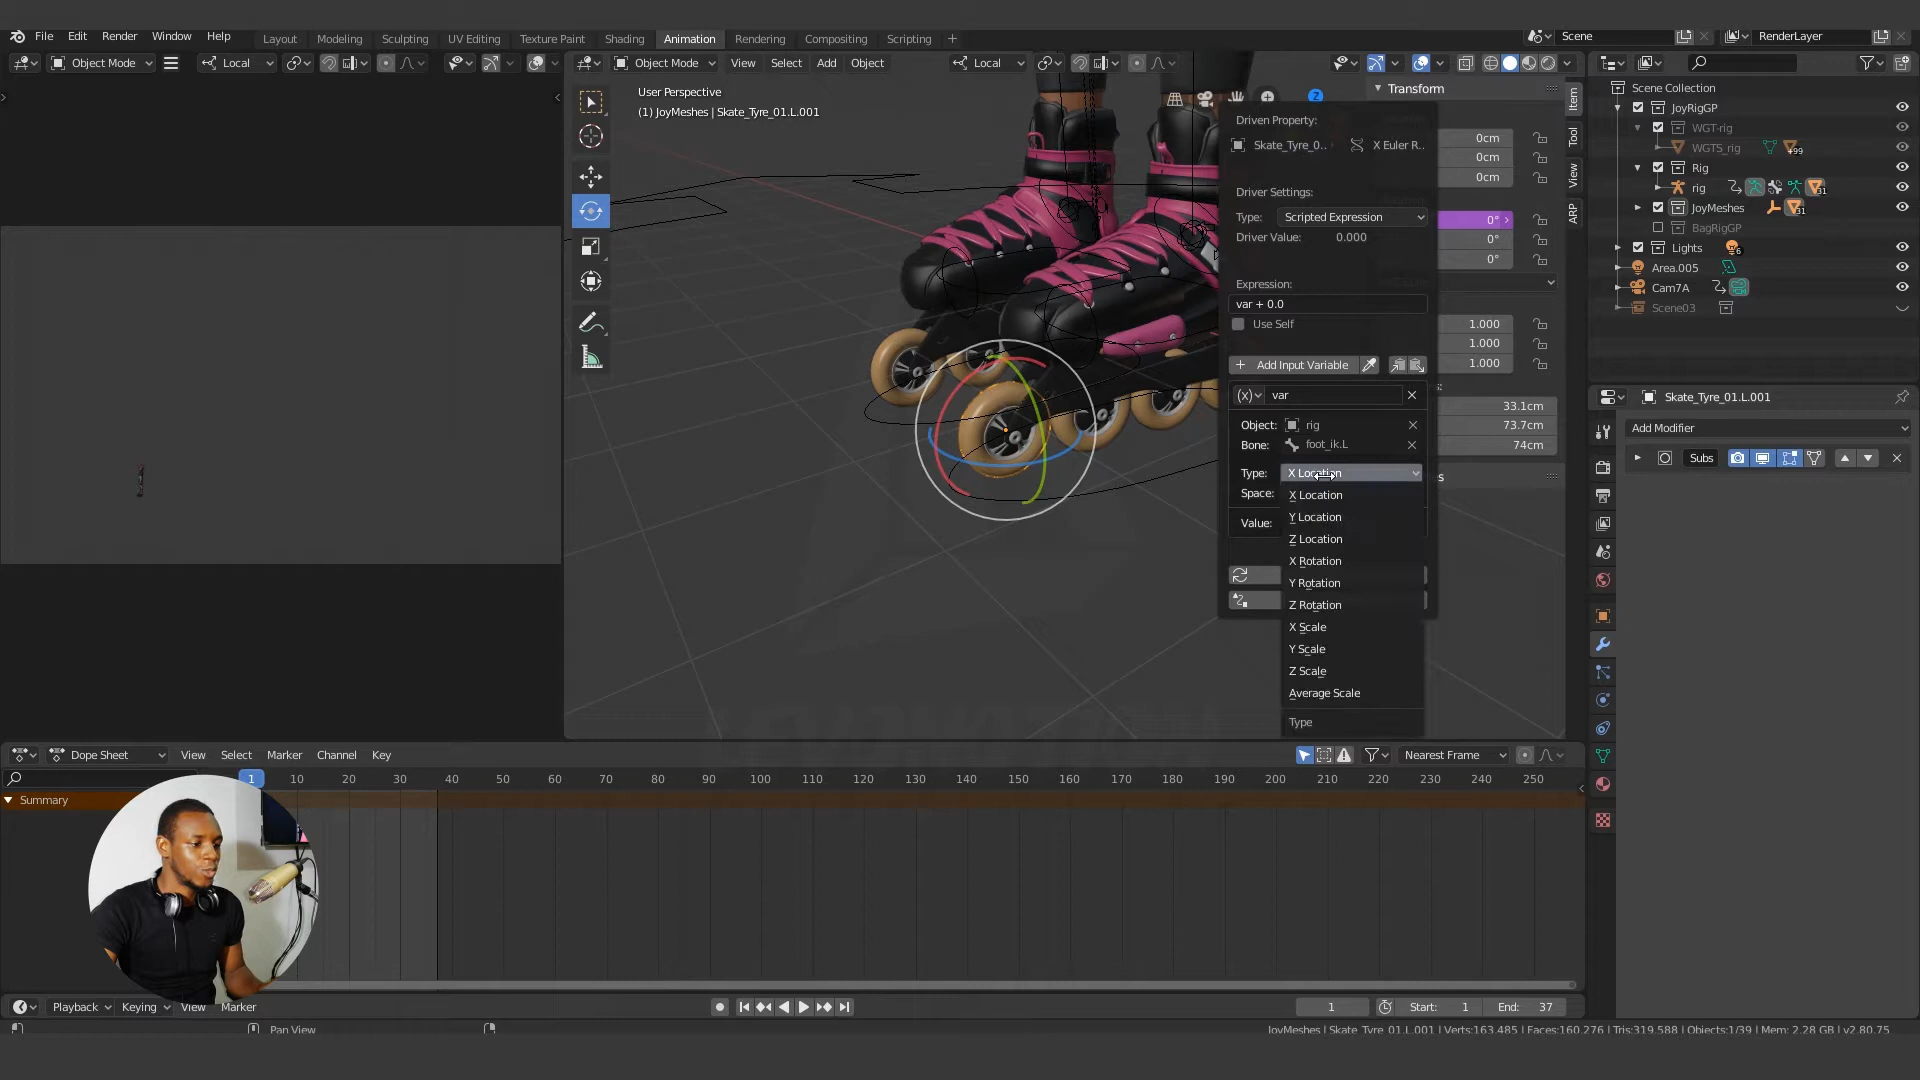 File Edit Render Window Help
Layout Modeling Sculpting UV Editing Texture Paint Shading Animation Rendering Compositing Scripting +
Scene
RenderLayer
Object Mode
Local
Object Mode View Select Add Object
Local
User Perspective
(1) JoyMeshes | Skate_Tyre_01.L.001
Z
Driven Property:
Skate_Tyre_0..
X Euler R..
Driver Settings:
Type: Scripted Expression
Driver Value: 0.000
Expression:
var + 0.0
Use Self
+ Add Input Variable
(x) var
Object: rig
Bone: foot_ik.L
Type: X Location
Space:
Value:
X Location
Y Location
Z Location
X Rotation
Y Rotation
Z Rotation
X Scale
Y Scale
Z Scale
Average Scale
Type
Transform
0cm
0cm
0cm
0°
0°
0°
1.000
1.000
1.000
33.1cm
73.7cm
74cm
Item
Tool
View
ARP
Scene Collection
JoyRigGP
WGT-rig
WGTS_rig
+99
Rig
rig
31
JoyMeshes
31
BagRigGP
Lights
6
Area.005
Cam7A
Scene03
Skate_Tyre_01.L.001
Add Modifier
Subs
Dope Sheet View Select Marker Channel Key
Nearest Frame
1 10 20 30 40 50 60 70 80 90 100 110 120 130 140 150 160 170 180 190 200 210 220 230 240 250
Summary
Playback Keying View Marker
1
Start: 1
End: 37
Pan View
JoyMeshes | Skate_Tyre_01.L.001 | Verts:163,485 | Faces:160,276 | Tris:319,588 | Objects:1/39 | Mem: 2.28 GB | v2.80.75